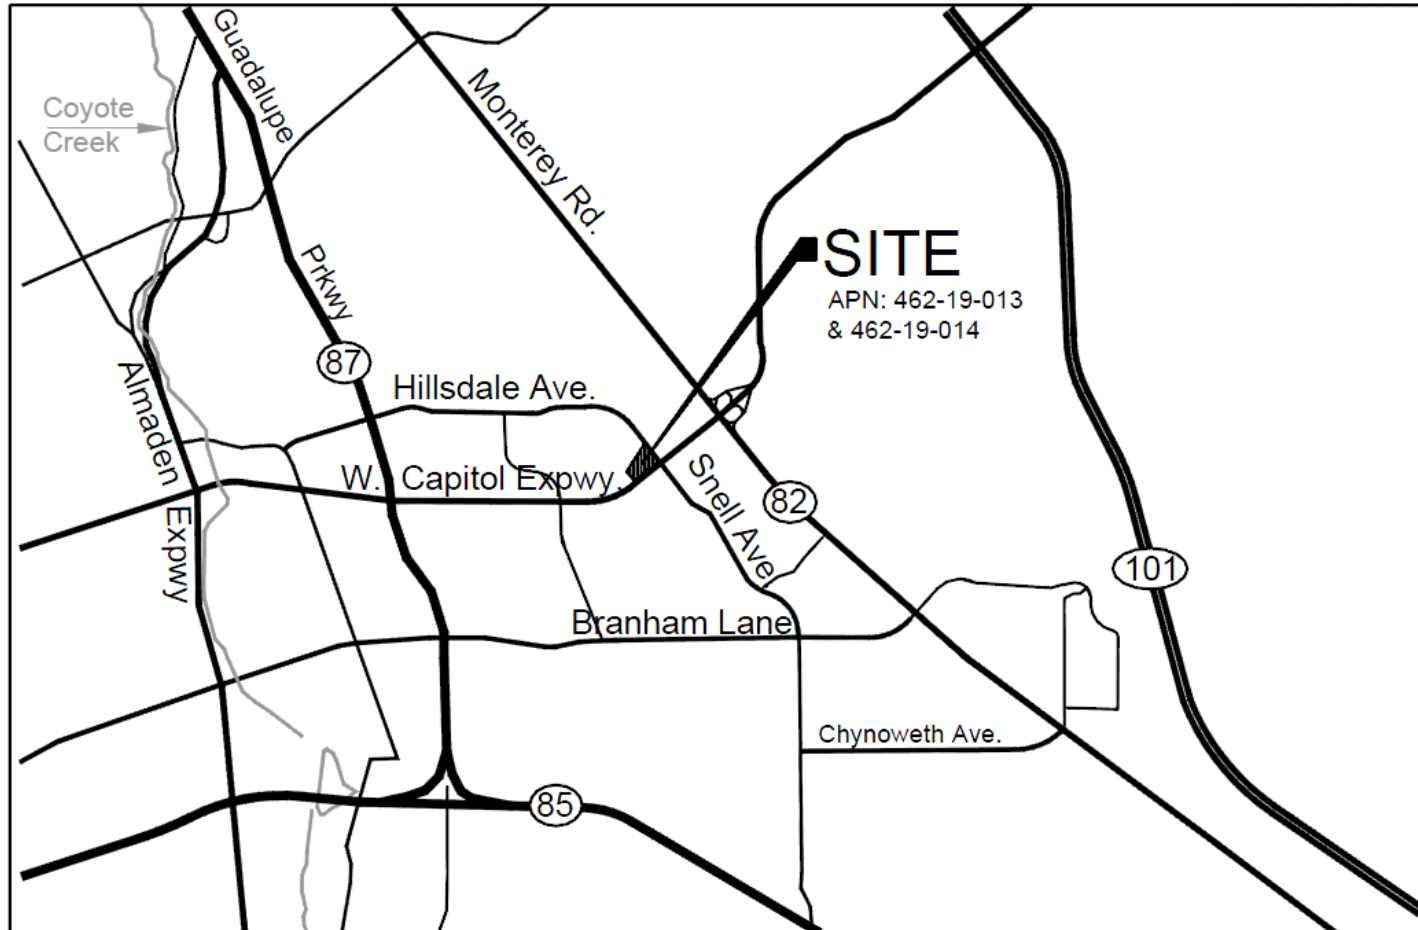 Guadalupe
Coyote
Creek
Monterey Rd.
SITE
APN: 462-19-013
& 462-19-014
Prkwy
87
Almaden
Hillsdale Ave.
W. Capitol Expwy.
Snell Ave
82
Expwy
101
Branham Lane
Chynoweth Ave.
85